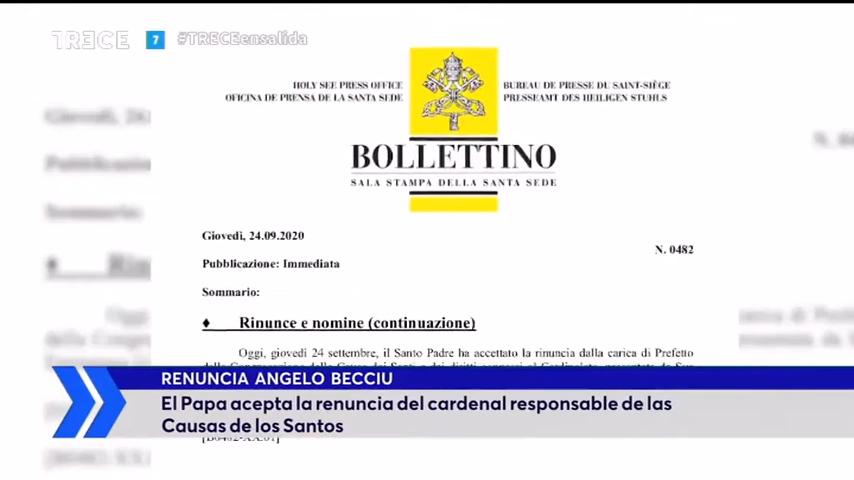 TRECE 7 #TRECEensalida
HOLY SEE PRESS OFFICE BUREAU DE PRESSE DU SAINT-SIÈGE
OFICINA DE PRENSA DE LA SANTA SEDE PRESSEAMT DES HEILIGEN STUHLS
BOLLETTINO
SALA STAMPA DELLA SANTA SEDE
Giovedì, 24.09.2020
N. 0482
Pubblicazione: Immediata
Sommario:
♦ Rinunce e nomine (continuazione)
Oggi, giovedì 24 settembre, il Santo Padre ha accettato la rinuncia dalla carica di Prefetto
RENUNCIA ANGELO BECCIU
El Papa acepta la renuncia del cardenal responsable de las
Causas de los Santos